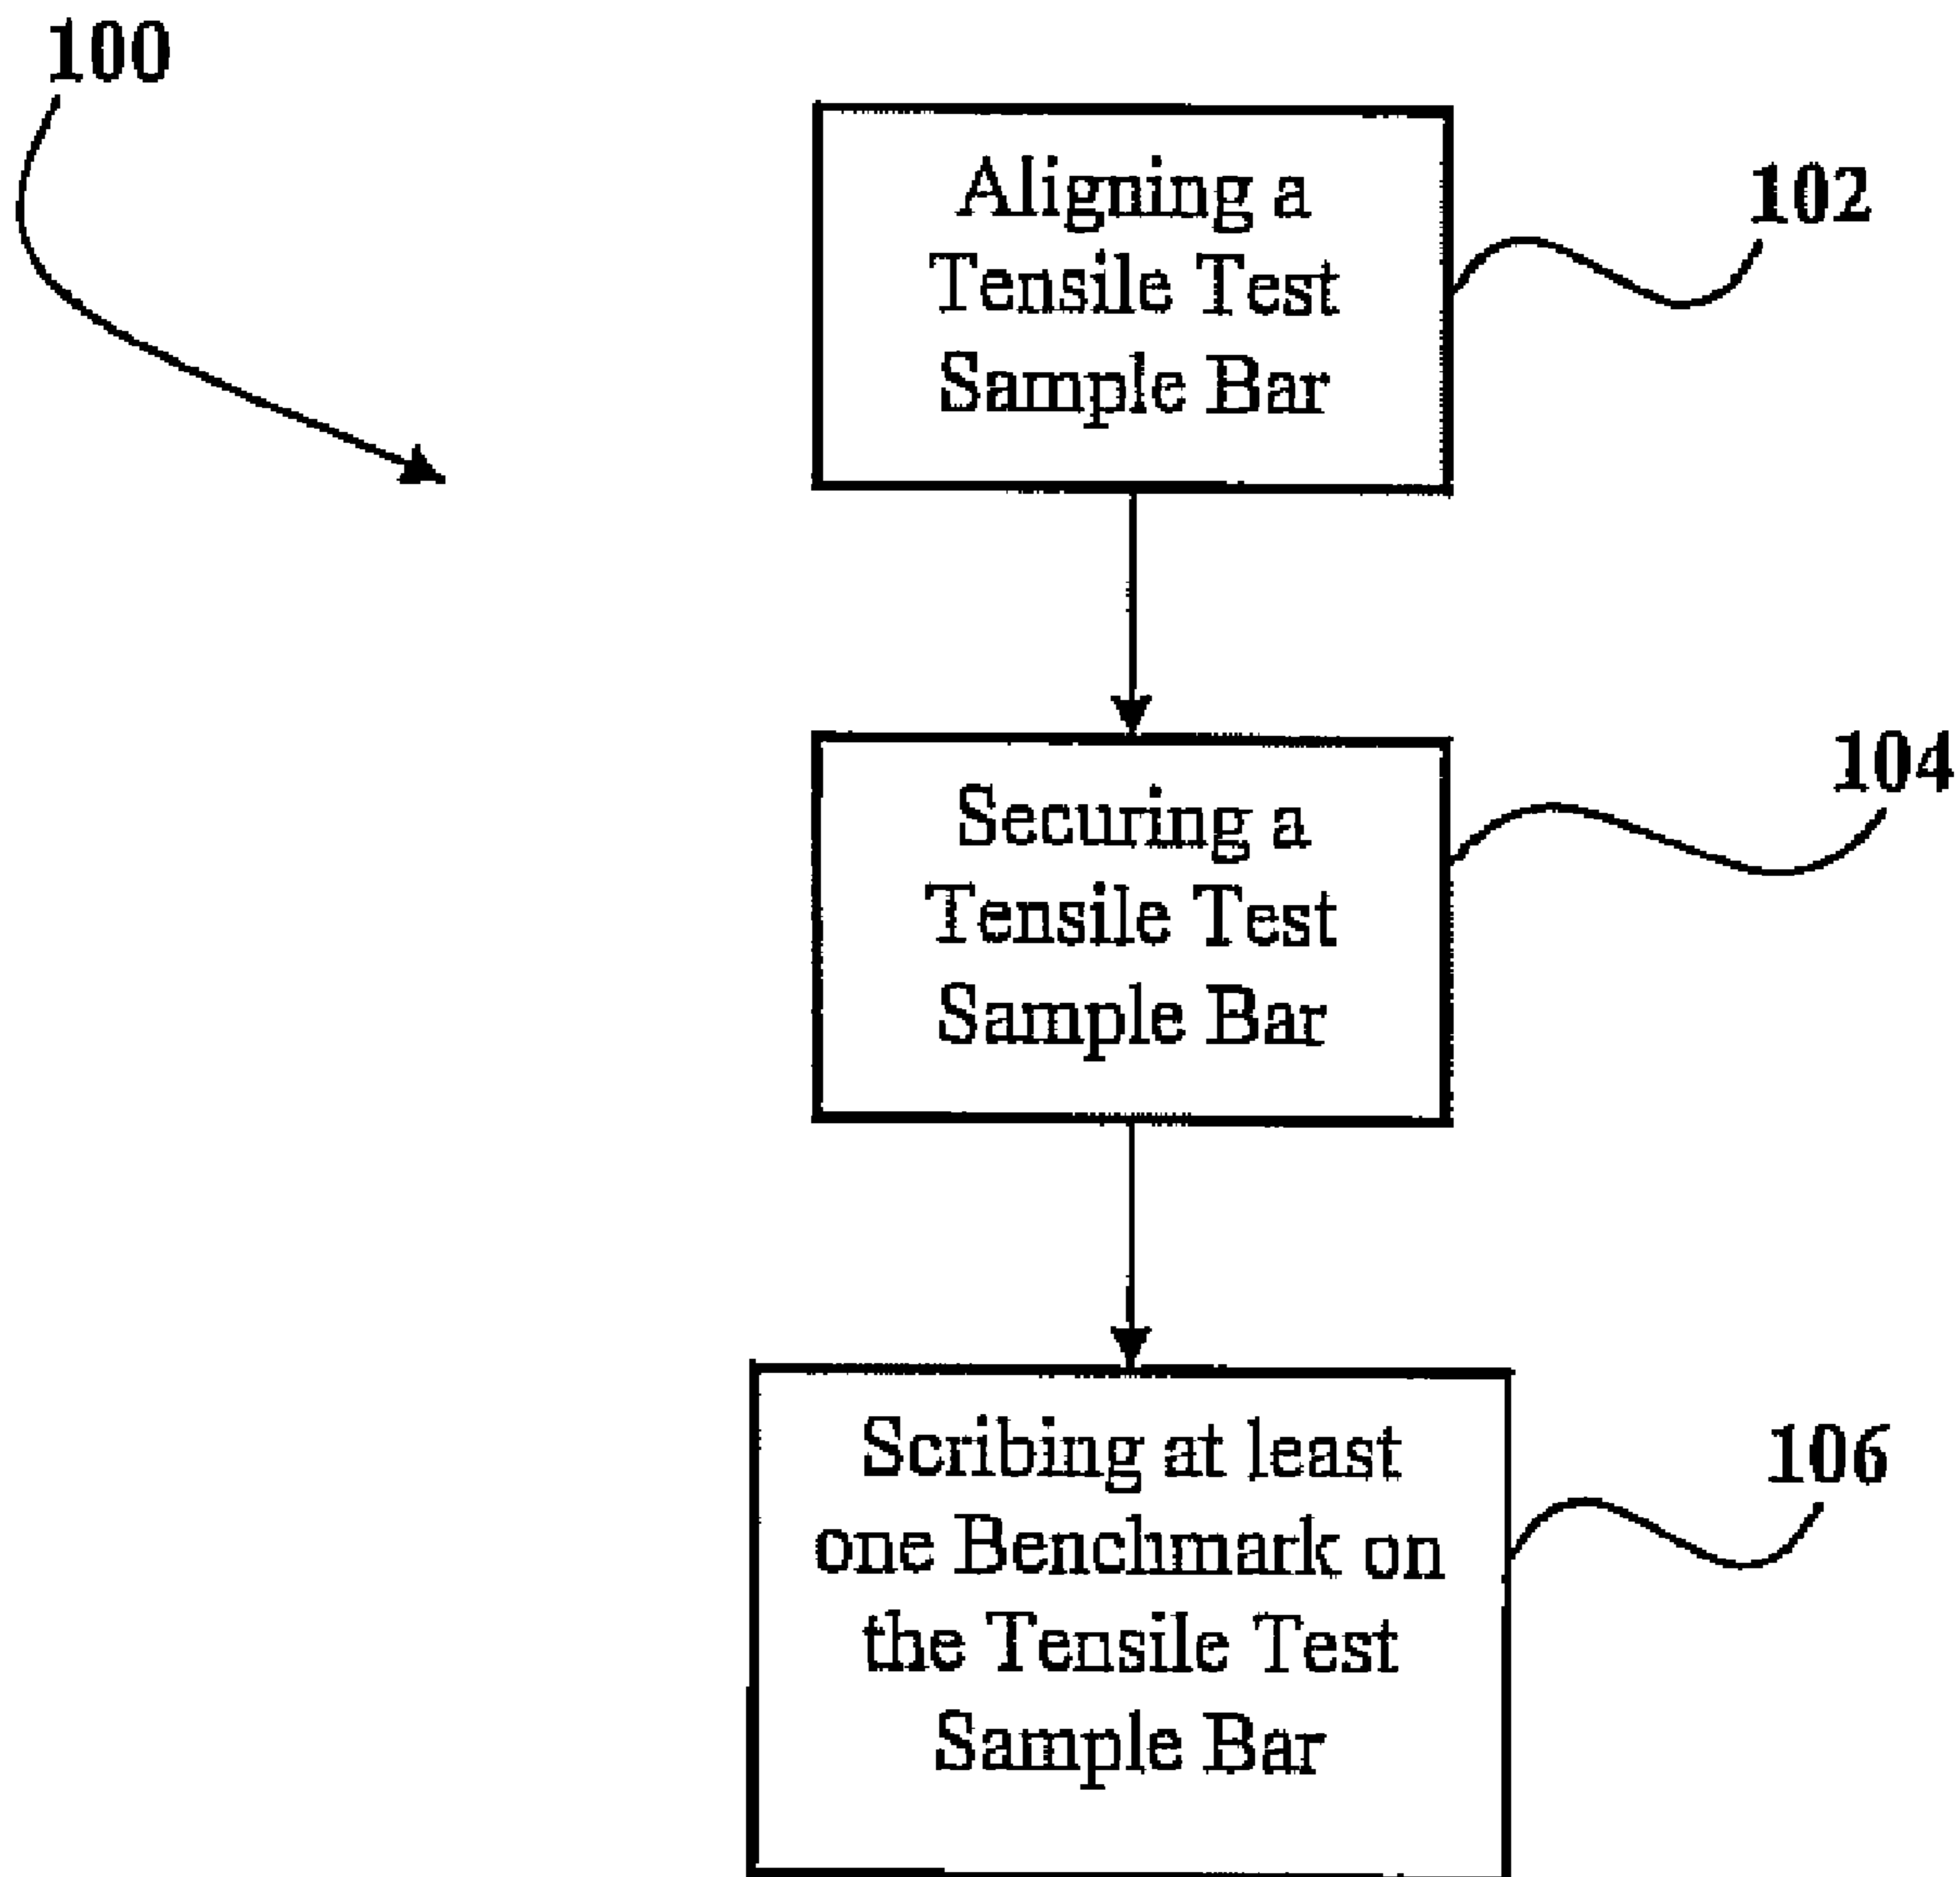 100
Aligning a
Tensile Test
Sample Bar
102
Securing a
Tensile Test
Sample Bar
104
Scribing at least
one Benchmark on
the Tensile Test
Sample Bar
106